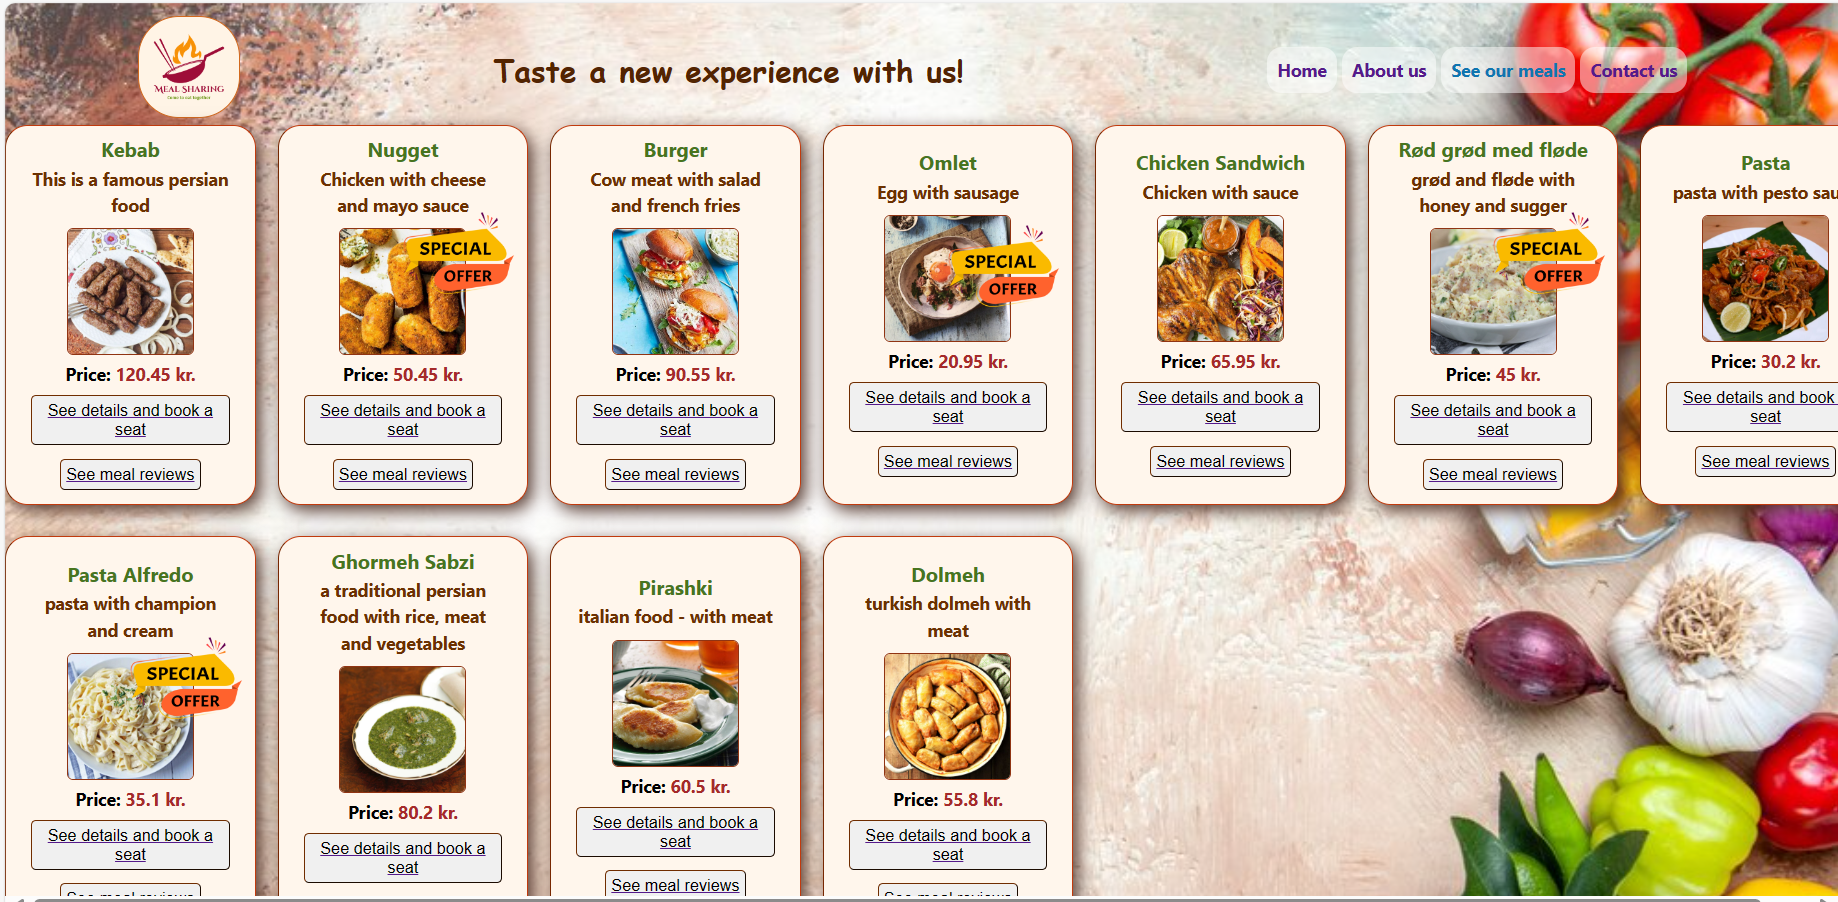 MEAL SHARING
Come to eat together
Taste a new experience with us!
Home
About us
See our meals
Contact us
Kebab
This is a famous persian
food
Price: 120.45 kr.
See details and book a
seat
See meal reviews
Nugget
Chicken with cheese
and mayo sauce
SPECIAL
OFFER
Price: 50.45 kr.
See details and book a
seat
See meal reviews
Burger
Cow meat with salad
and french fries
Price: 90.55 kr.
See details and book a
seat
See meal reviews
Omlet
Egg with sausage
SPECIAL
OFFER
Price: 20.95 kr.
See details and book a
seat
See meal reviews
Chicken Sandwich
Chicken with sauce
Price: 65.95 kr.
See details and book a
seat
See meal reviews
Rød grød med fløde
grød and fløde with
honey and sugger
SPECIAL
OFFER
Price: 45 kr.
See details and book a
seat
See meal reviews
Pasta
pasta with pesto
Price: 30.2 kr.
See details and book
seat
See meal reviews
Pasta Alfredo
pasta with champion
and cream
SPECIAL
OFFER
Price: 35.1 kr.
See details and book a
seat
See meal reviews
Ghormeh Sabzi
a traditional persian
food with rice, meat
and vegetables
Price: 80.2 kr.
See details and book a
seat
Pirashki
italian food - with meat
Price: 60.5 kr.
See details and book a
seat
See meal reviews
Dolmeh
turkish dolmeh with
meat
Price: 55.8 kr.
See details and book a
seat
See meal reviews